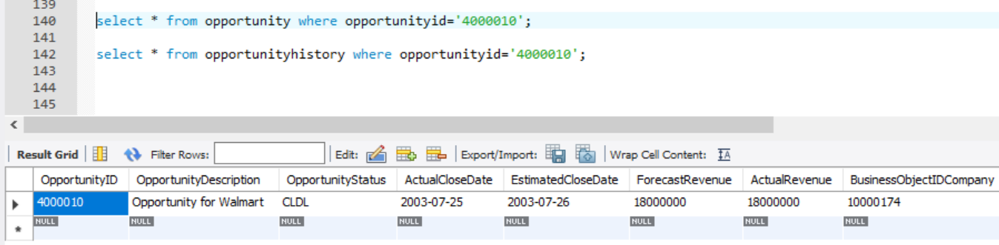 139
140 select * from opportunity where opportunityid='4000010';
141
142 select * from opportunityhistory where opportunityid='4000010';
143
144
145
Result Grid Filter Rows: Edit: Export/Import: Wrap Cell Content: IA
OpportunityID OpportunityDescription OpportunityStatus ActualCloseDate EstimatedCloseDate ForecastRevenue ActualRevenue BusinessObjectIDCompany
4000010 Opportunity for Walmart CLDL 2003-07-25 2003-07-26 18000000 18000000 10000174
NULL NULL NULL NULL NULL NULL NULL NULL